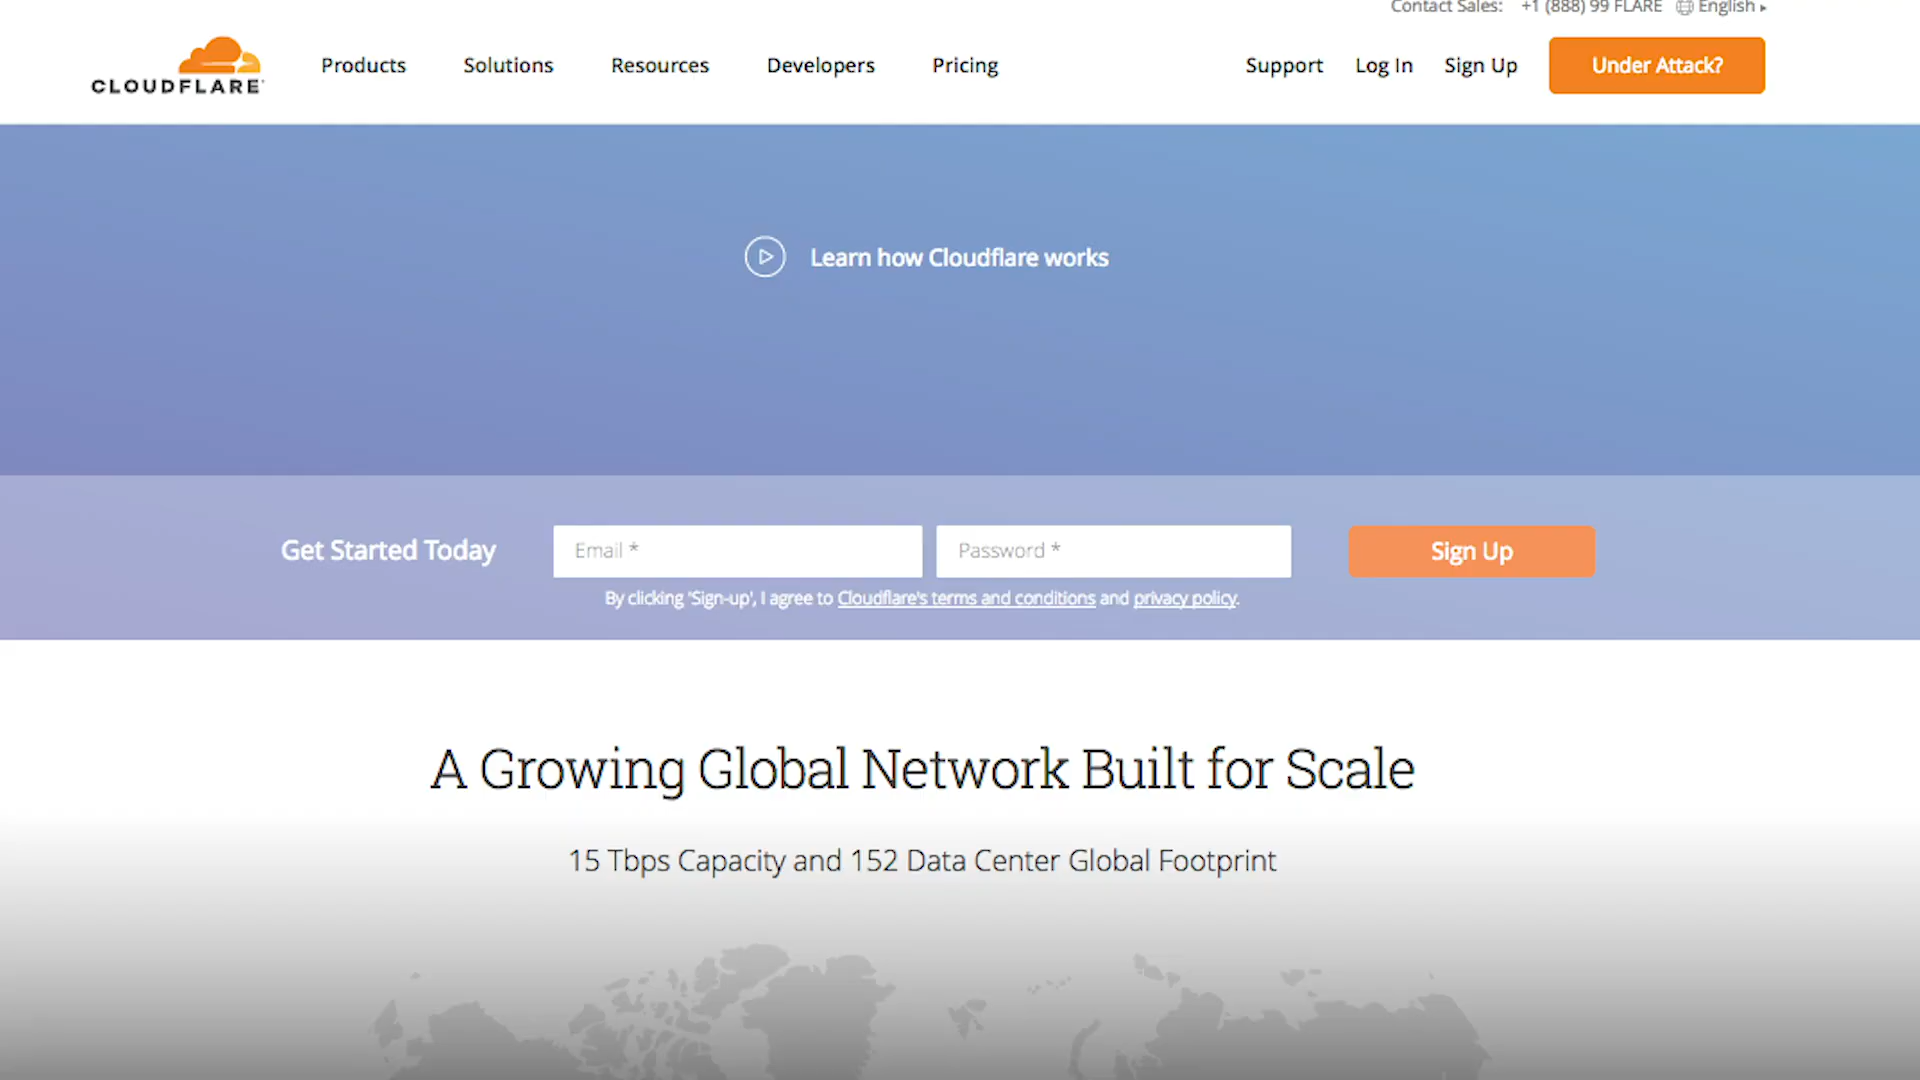 Contact Sales: +1 (888) 99 FLARE English
CLOUDFLARE
Products Solutions Resources Developers Pricing Support Log In Sign Up Under Attack?
Learn how Cloudflare works
Get Started Today Email * Password * Sign Up
By clicking 'Sign-up', I agree to Cloudflare's terms and conditions and privacy policy.
A Growing Global Network Built for Scale
15 Tbps Capacity and 152 Data Center Global Footprint